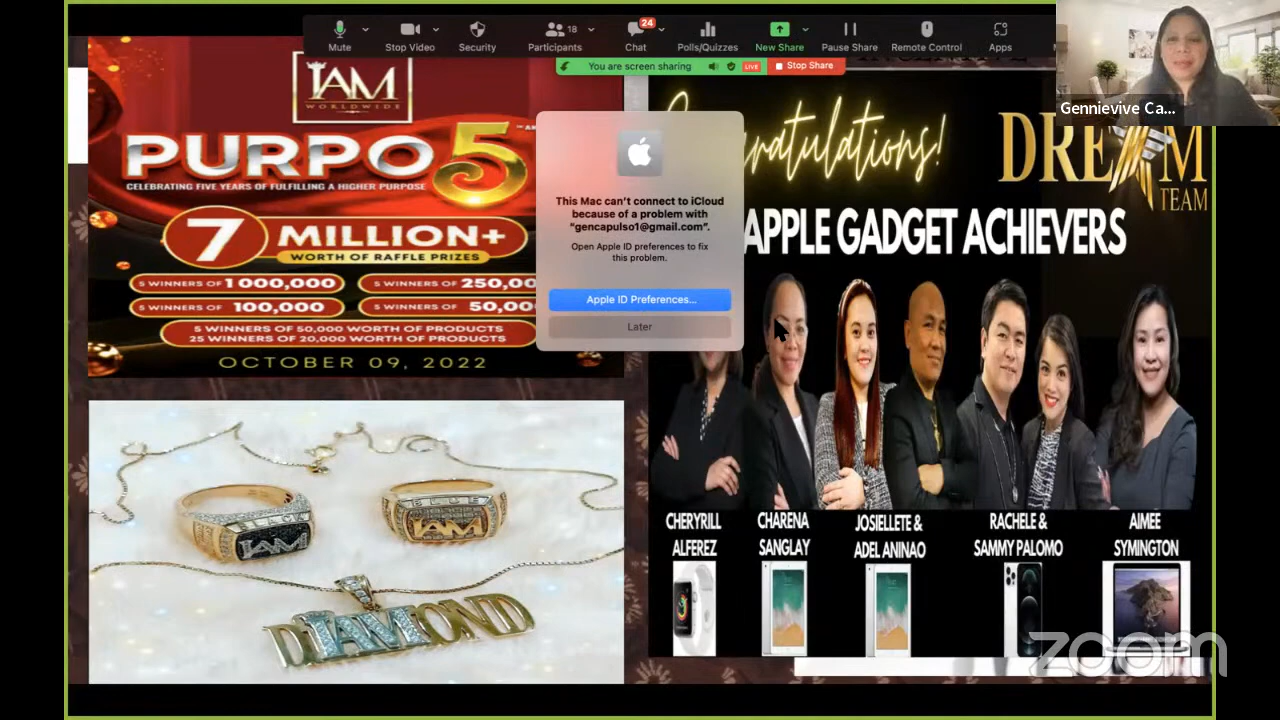 Mute
Stop Video
Security
Participants
18
Chat
24
Polls/Quizzes
New Share
Pause Share
Remote Control
Apps
You are screen sharing
LIVE
Stop Share
Gennievive Ca...
IAM
WORLDWIDE
PURPO5
CELEBRATING FIVE YEARS OF FULFILLING A HIGHER PURPOSE
7 MILLION+
WORTH OF RAFFLE PRIZES
5 WINNERS OF 1 000,000
5 WINNERS OF 250,00
5 WINNERS OF 100,000
5 WINNERS OF 50,00
5 WINNERS OF 50,000 WORTH OF PRODUCTS
25 WINNERS OF 20,000 WORTH OF PRODUCTS
OCTOBER 09, 2022
This Mac can't connect to iCloud
because of a problem with
"gencapulso1@gmail.com".
Open Apple ID preferences to fix
this problem.
Apple ID Preferences...
Later
ratulations!
DREAM
TEAM
APPLE GADGET ACHIEVERS
CHERYRILL
ALFEREZ
CHARENA
SANGLAY
JOSIELLETE &
ADEL ANINAO
RACHELE &
SAMMY PALOMO
AIMEE
SYMINGTON
IAM
BLUE
IAM
DIAMOND
zoom